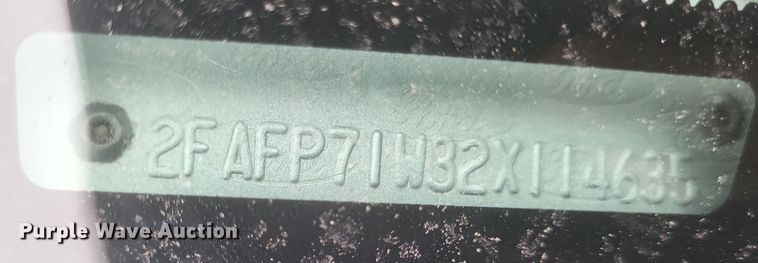 2FAFP71W32X114635
Purple Wave Auction